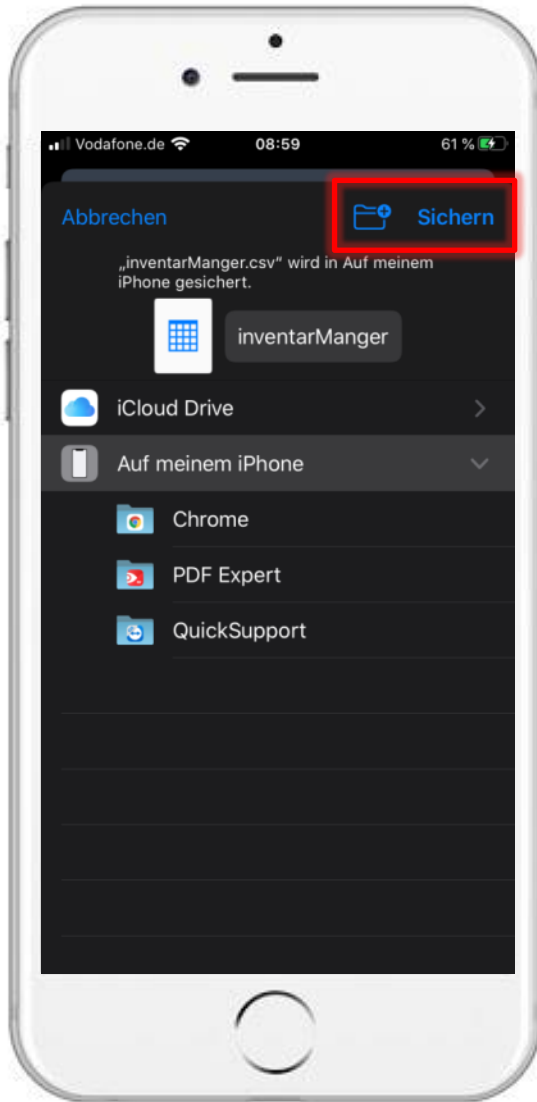 Vodafone.de 08:59 61 %
Abbrechen Sichern
„inventarManger.csv“ wird in Auf meinem
iPhone gesichert.
inventarManger
iCloud Drive
Auf meinem iPhone
Chrome
PDF Expert
QuickSupport